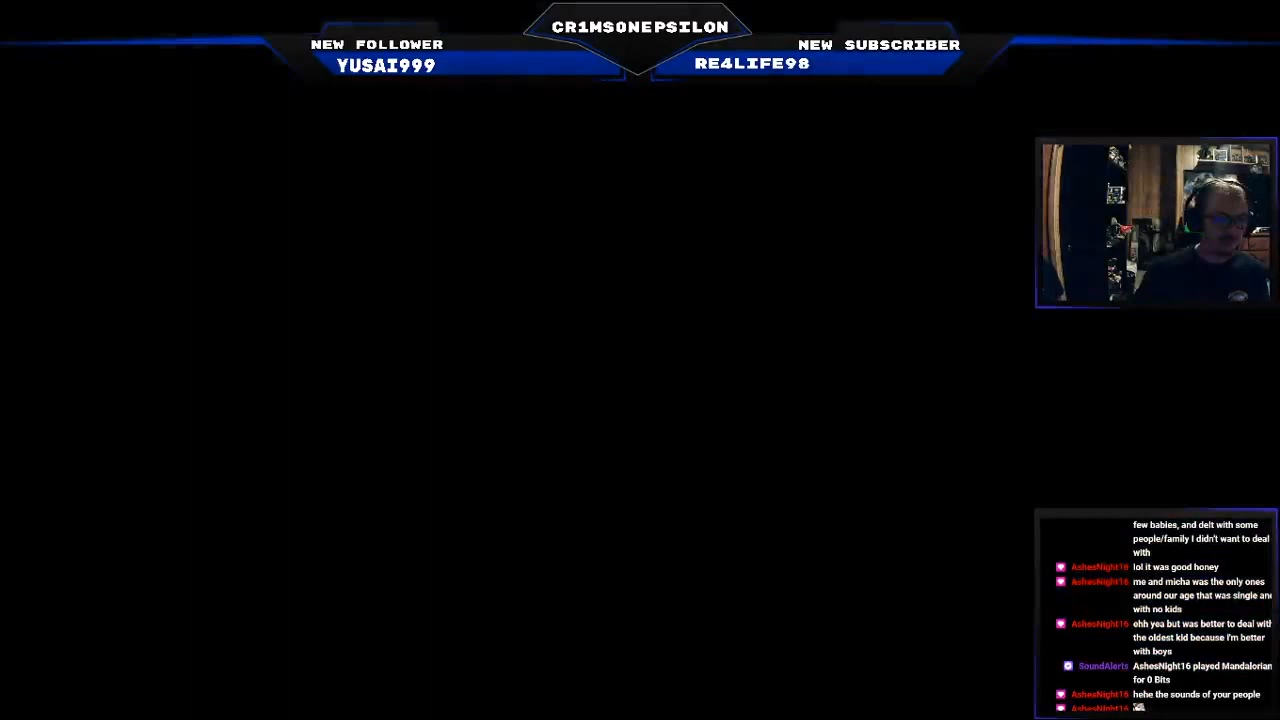 CR1MS0NEPSILON
NEW FOLLOWER
YUSAI999
NEW SUBSCRIBER
RE4LIFE98
few babies, and delt with some
people/family I didn't want to deal
with
AshesNight16 lol it was good honey
AshesNight16 me and micha was the only ones
around our age that was single and
with no kids
AshesNight16 ehh yea but was better to deal with
the oldest kid because I'm better
with boys
SoundAlerts AshesNight16 played Mandalorian
for 0 Bits
AshesNight16 hehe the sounds of your people
AshesNight16